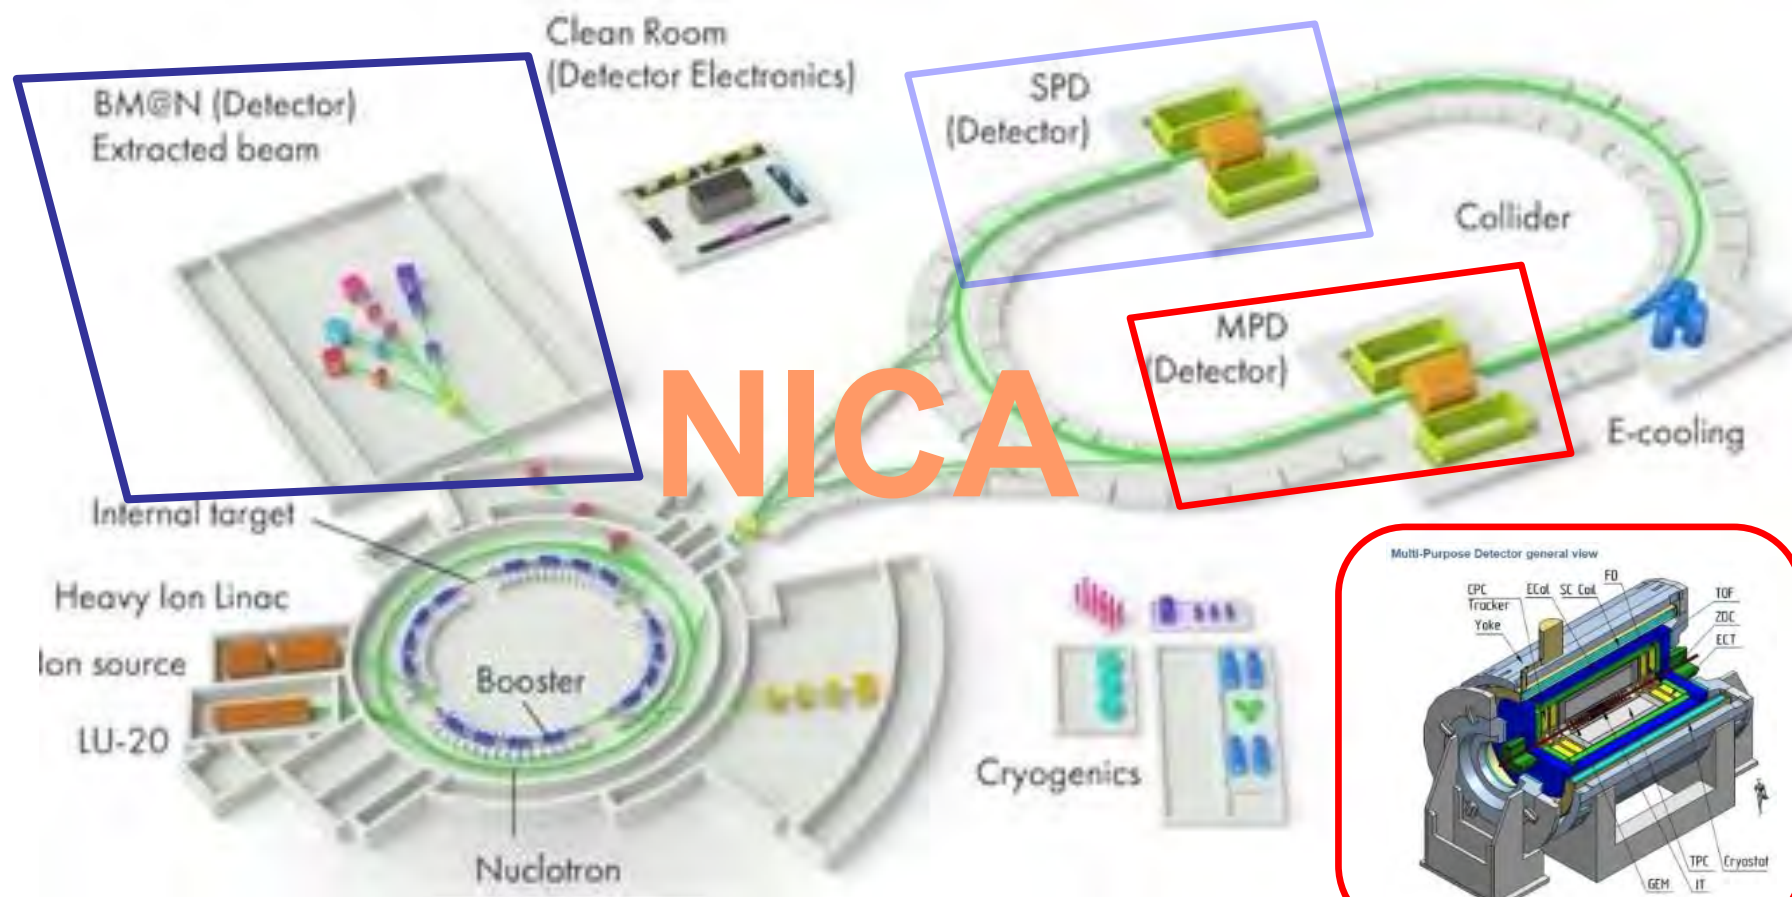 Clean Room
(Detector Electronics)
BM@N (Detector)
Extracted beam
SPD
(Detector)
Collider
MPD
(Detector)
NICA
E-cooling
Internal target
Heavy Ion Linac
Ion source
LU-20
Booster
Nuclotron
Cryogenics
Multi-Purpose Detector general view
CPC
Tracker
Yoke
ECal
SC Coil
FD
TOF
ZDC
ECT
TPC
Cryostat
GEM
IT